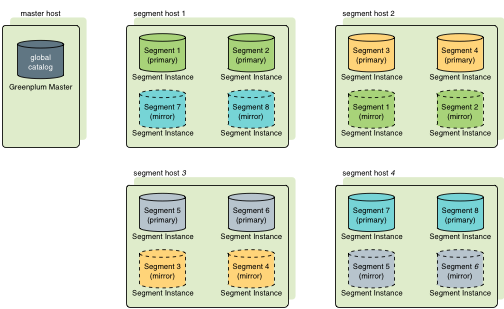 master host
global
catalog
Greenplum Master
segment host 1
Segment 1
(primary)
Segment Instance
Segment 2
(primary)
Segment Instance
Segment 7
(mirror)
Segment Instance
Segment 8
(mirror)
Segment Instance
segment host 2
Segment 3
(primary)
Segment Instance
Segment 4
(primary)
Segment Instance
Segment 1
(mirror)
Segment Instance
Segment 2
(mirror)
Segment Instance
segment host 3
Segment 5
(primary)
Segment Instance
Segment 6
(primary)
Segment Instance
Segment 3
(mirror)
Segment Instance
Segment 4
(mirror)
Segment Instance
segment host 4
Segment 7
(primary)
Segment Instance
Segment 8
(primary)
Segment Instance
Segment 5
(mirror)
Segment Instance
Segment 6
(mirror)
Segment Instance